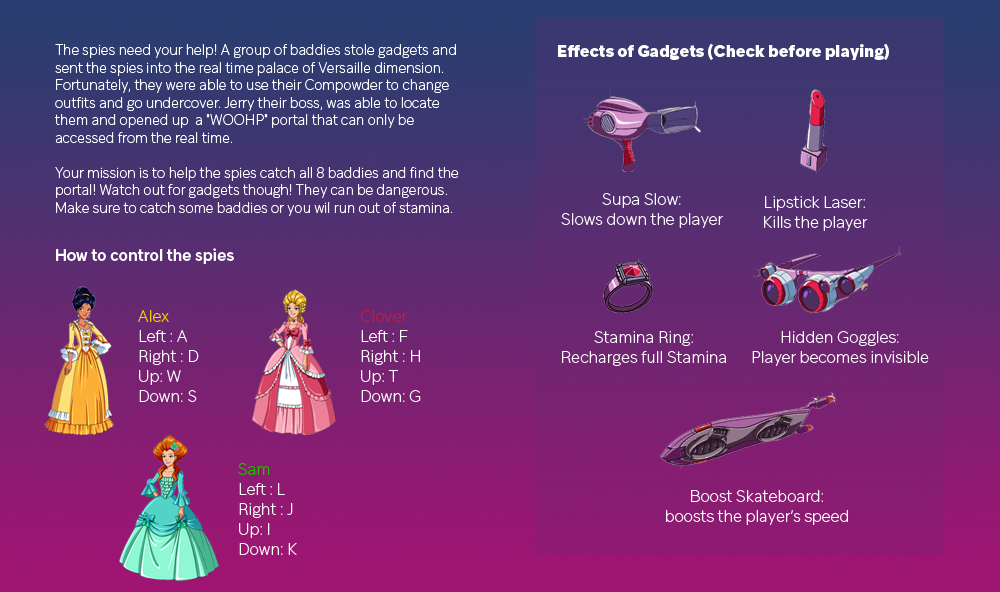 The spies need your help! A group of baddies stole gadgets and
sent the spies into the real time palace of Versaille dimension.
Fortunately, they were able to use their Compowder to change
outfits and go undercover. Jerry their boss, was able to locate
them and opened up  a "WOOHP" portal that can only be
accessed from the real time.
Your mission is to help the spies catch all 8 baddies and find the
portal! Watch out for gadgets though! They can be dangerous.
Make sure to catch some baddies or you wil run out of stamina.
How to control the spies
Alex
Left : A
Right : D
Up: W
Down: S
Clover
Left : F
Right : H
Up: T
Down: G
Sam
Left : L
Right : J
Up: I
Down: K
Effects of Gadgets (Check before playing)
Supa Slow:
Slows down the player
Lipstick Laser:
Kills the player
Stamina Ring:
Recharges full Stamina
Hidden Goggles:
Player becomes invisible
Boost Skateboard:
boosts the player's speed